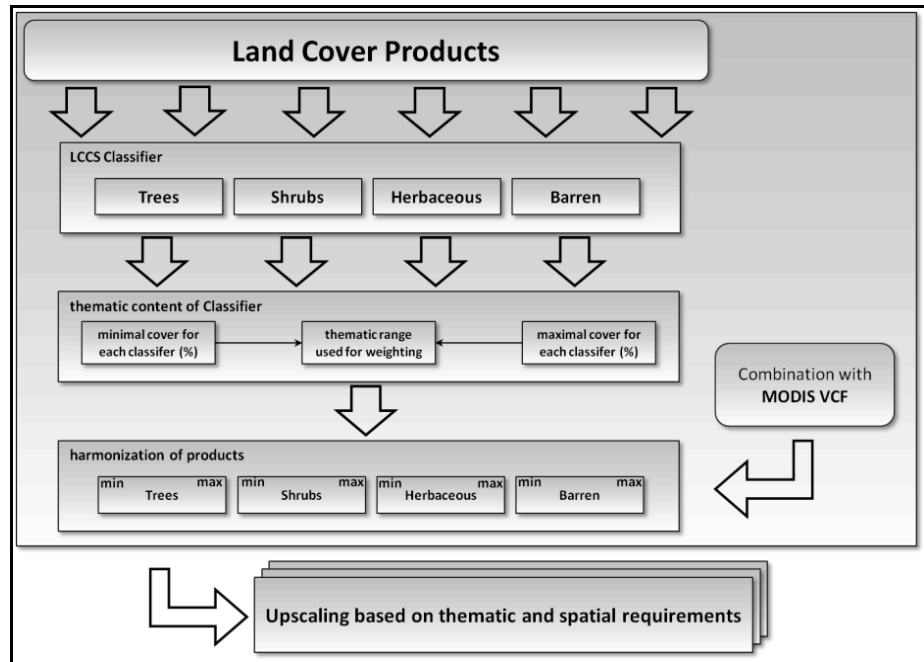 Land Cover Products
LCCS Classifier
Trees
Shrubs
Herbaceous
Barren
thematic content of Classifier
minimal cover for
each classifer (%)
thematic range
used for weighting
maximal cover for
each classifer (%)
Combination with
MODIS VCF
harmonization of products
min max
Trees
min max
Shrubs
min max
Herbaceous
min max
Barren
Upscaling based on thematic and spatial requirements